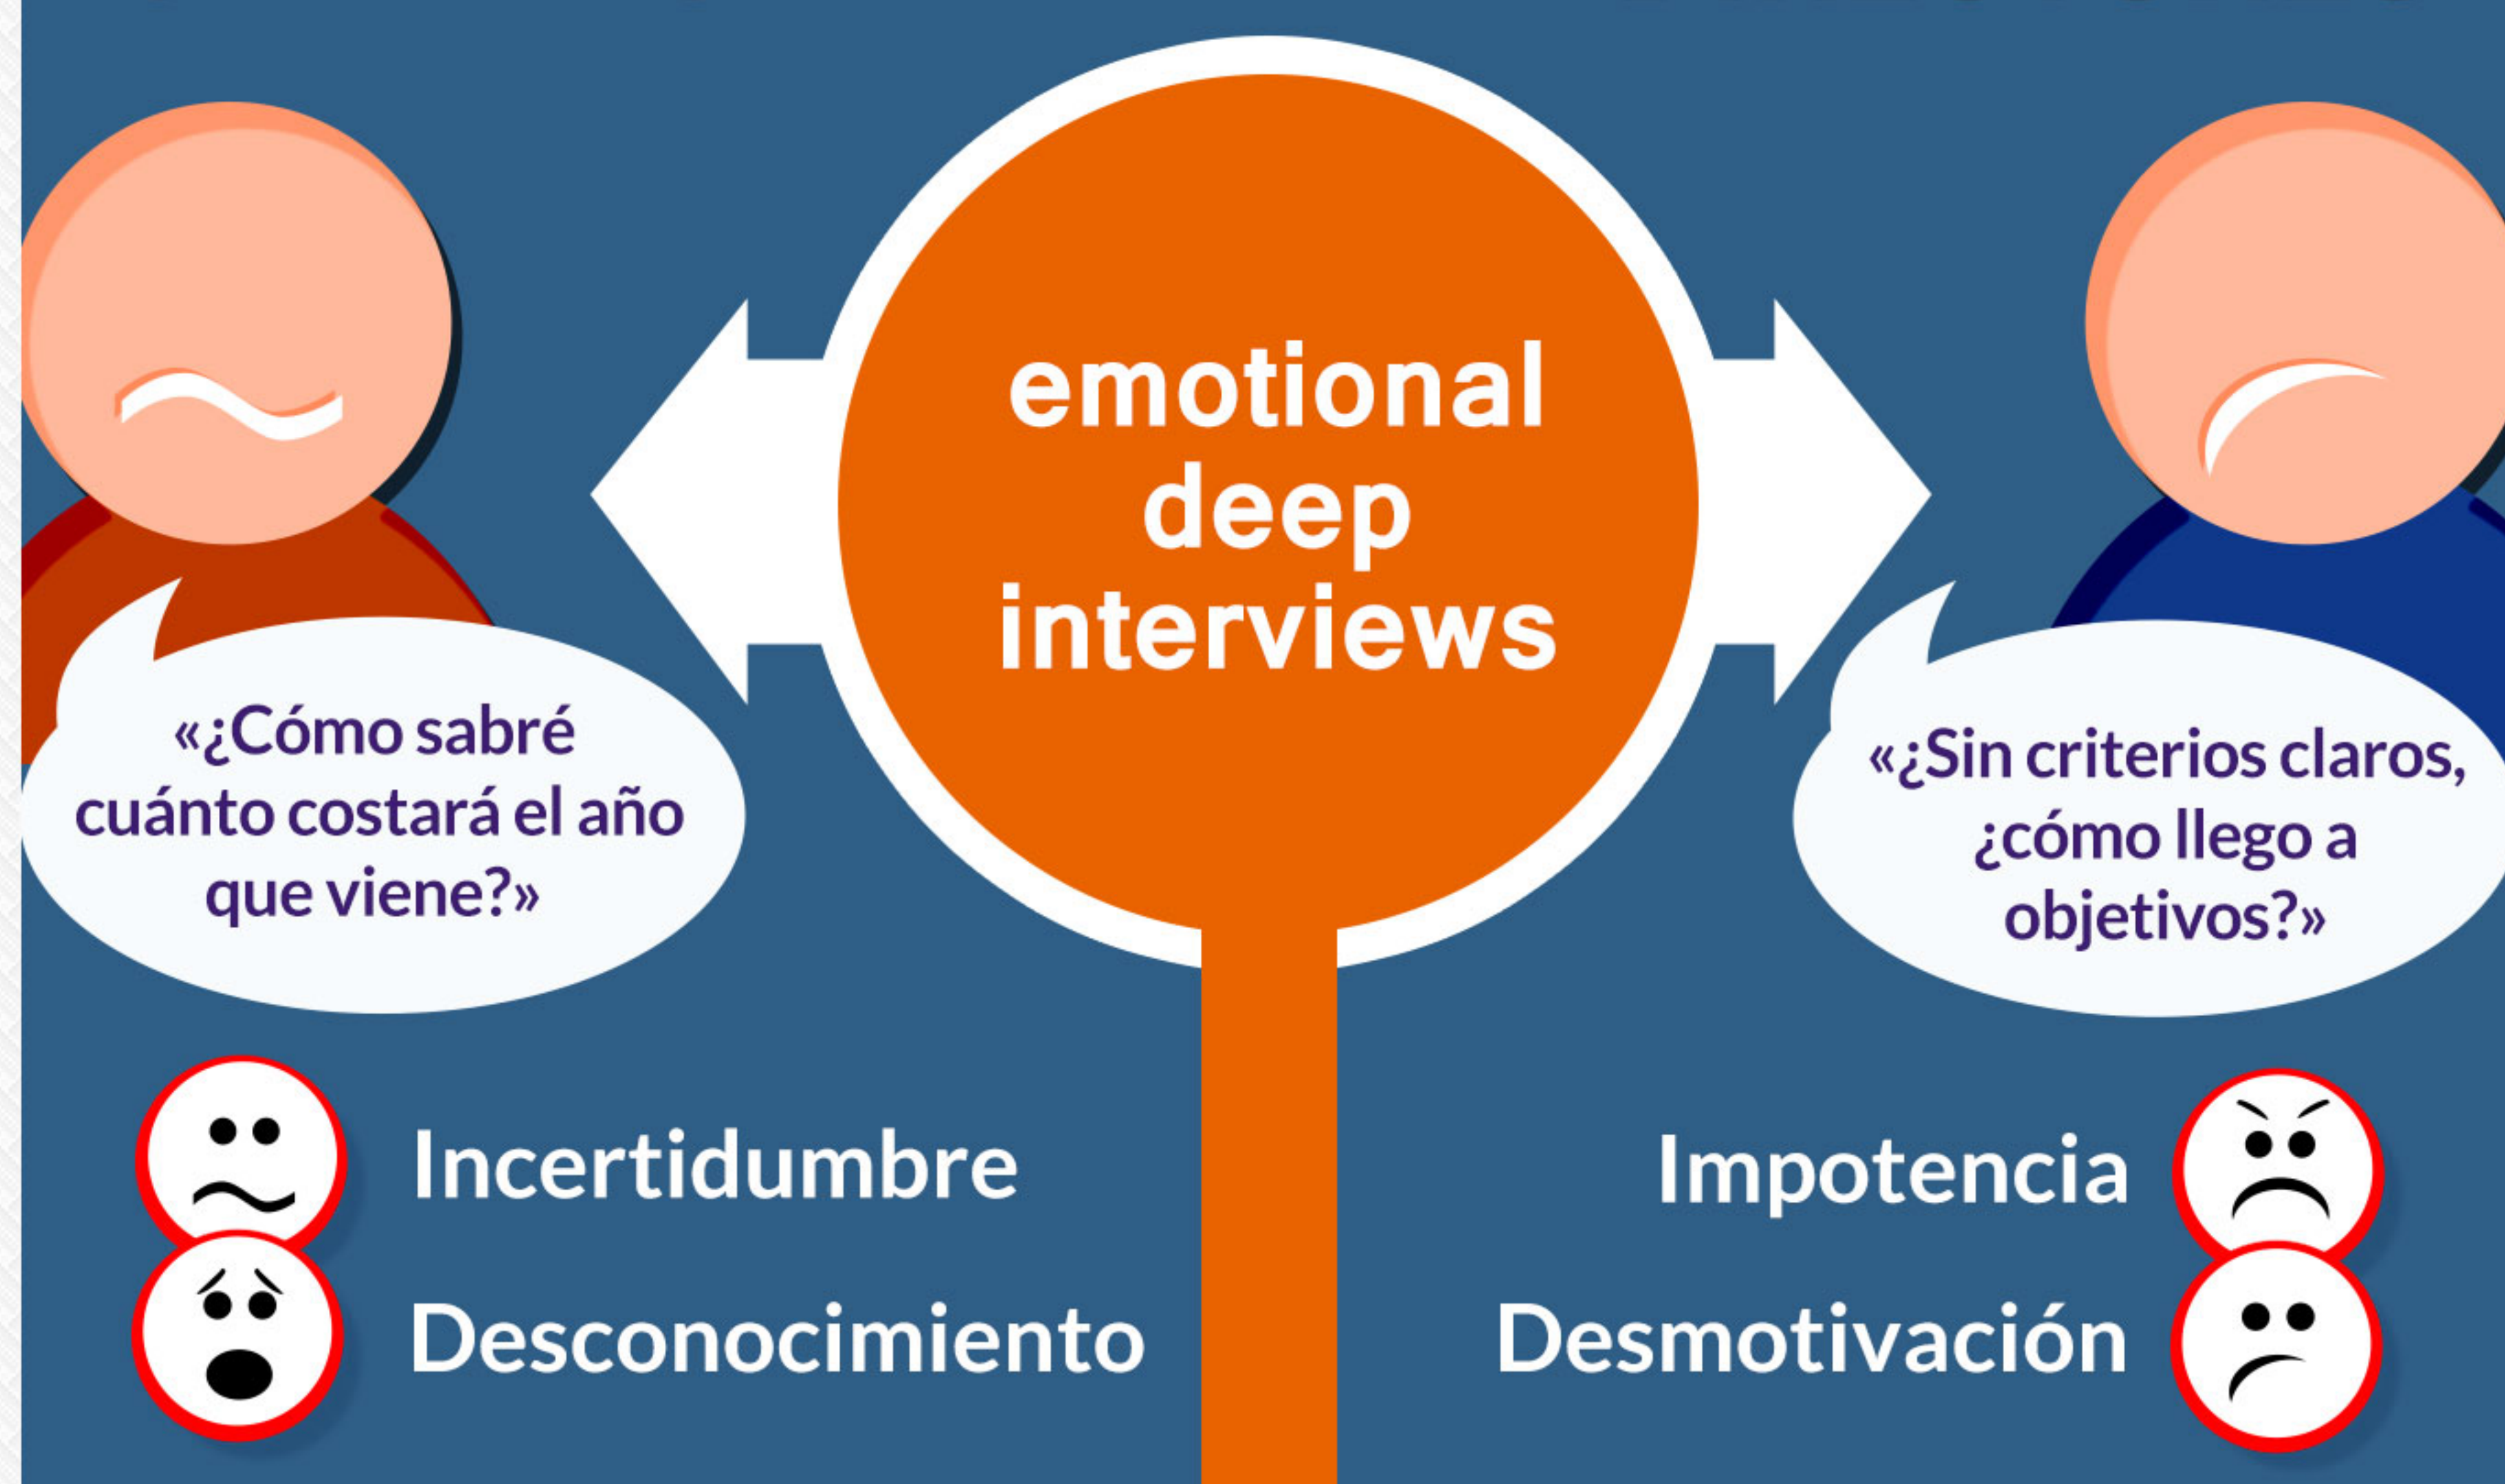 emotional
deep
interviews
«¿Cómo sabré
cuánto costará el año
que viene?»
«¿Sin criterios claros,
¿cómo llego a
objetivos?»
Incertidumbre
Desconocimiento
Impotencia
Desmotivación